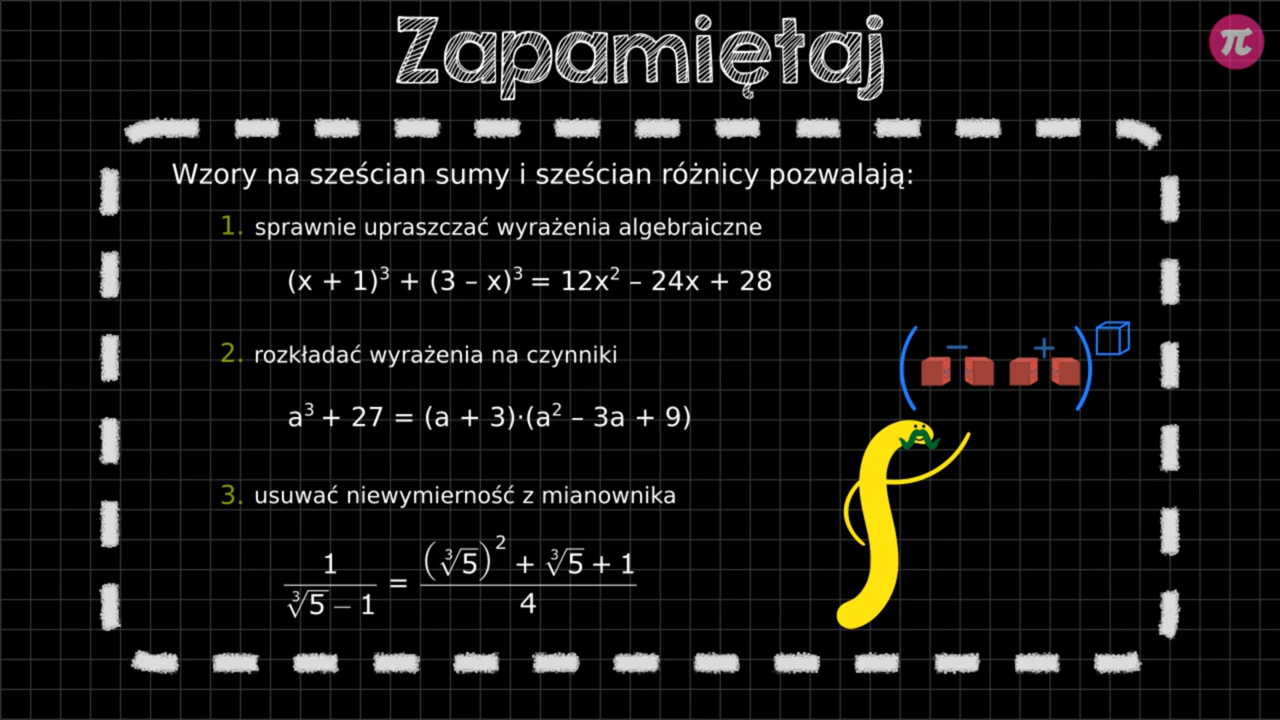 Zapamiętaj
π
Wzory na sześcian sumy i sześcian różnicy pozwalają:
1. sprawnie upraszczać wyrażenia algebraiczne
(x + 1)³ + (3 – x)³ = 12x² – 24x + 28
2. rozkładać wyrażenia na czynniki
a³ + 27 = (a + 3)·(a² – 3a + 9)
3. usuwać niewymierność z mianownika
1/(∛5 – 1) = ((∛5)² + ∛5 + 1)/4
( – + )